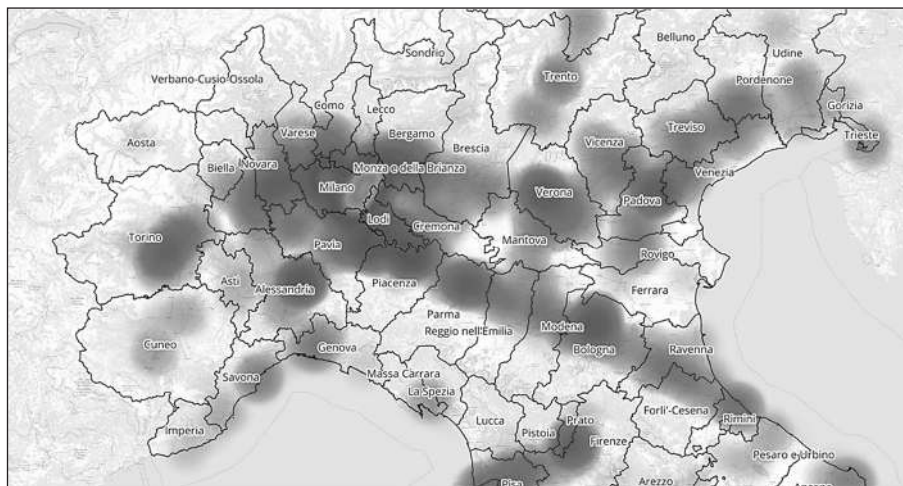 Sondrio
Belluno
Udine
Verbano-Cusio-Ossola
Trento
Pordenone
Como
Lecco
Gorizia
Aosta
Varese
Bergamo
Treviso
Trieste
Brescia
Vicenza
Biella
Novara
Monza e della Brianza
Venezia
Milano
Verona
Padova
Lodi
Cremona
Torino
Pavia
Mantova
Rovigo
Asti
Alessandria
Piacenza
Ferrara
Parma
Reggio nell'Emilia
Modena
Cuneo
Genova
Bologna
Ravenna
Savona
Massa Carrara
La Spezia
Forli'-Cesena
Rimini
Imperia
Lucca
Prato
Pistoia
Firenze
Pesaro e Urbino
Arezzo
Pisa